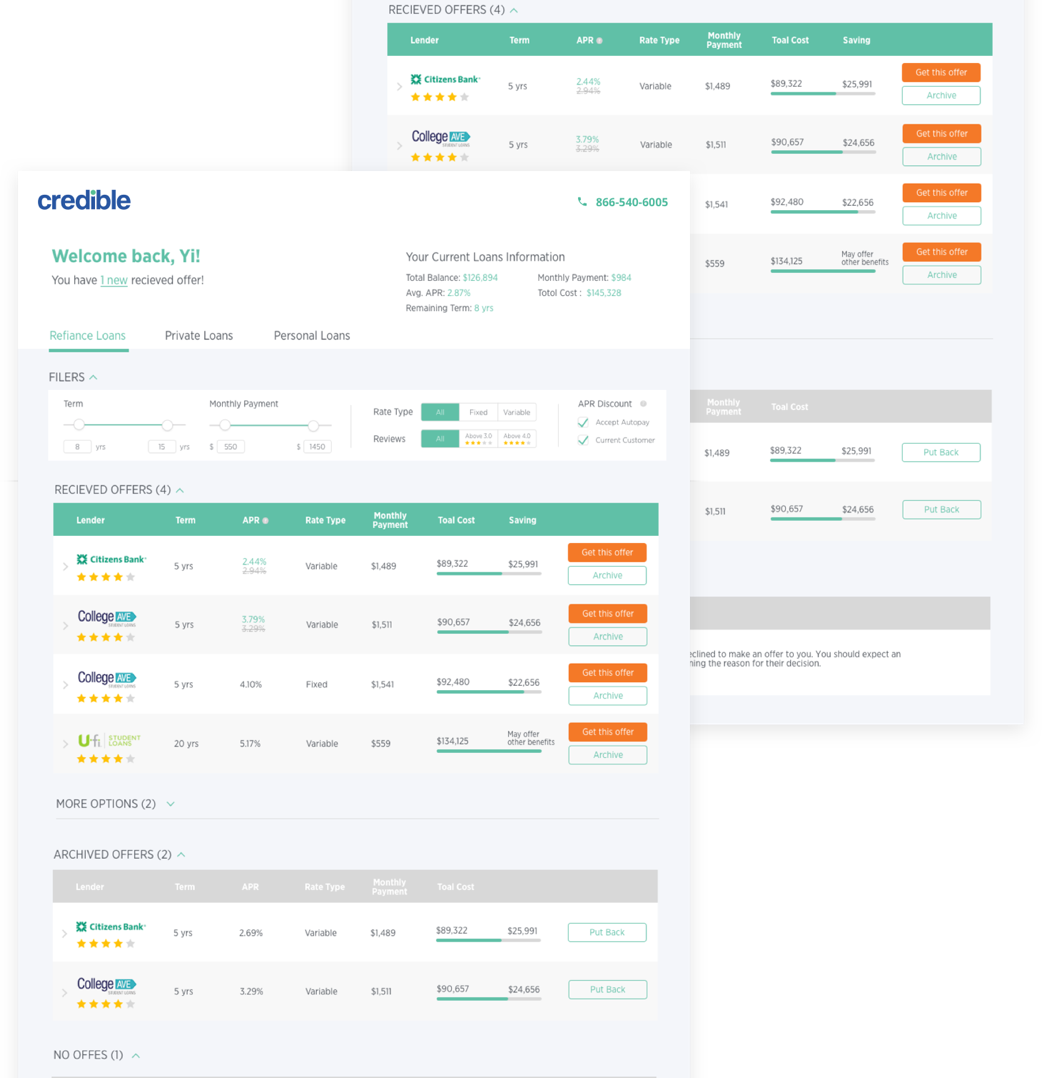 RECIEVED OFFERS (4)
Lender Term APR Rate Type Monthly Payment Toal Cost Saving
Citizens Bank 5 yrs 2.44% 2.94% Variable $1,489 $89,322 $25,991 Get this offer
Archive
College AVE STUDENT LOANS 5 yrs 3.79% 3.29% Variable $1,511 $90,657 $24,656 Get this offer
Archive
$1,541 $92,480 $22,656 Get this offer
Archive
$559 $134,125 May offer other benefits Get this offer
Archive
Monthly Payment Toal Cost
$1,489 $89,322 $25,991 Put Back
$1,511 $90,657 $24,656 Put Back
eclined to make an offer to you. You should expect an
ning the reason for their decision.
credible
866-540-6005
Welcome back, Yi!
You have 1 new recieved offer!
Your Current Loans Information
Total Balance: $126,894 Monthly Payment: $984
Avg. APR: 2.87% Total Cost : $145,328
Remaining Term: 8 yrs
Refiance Loans Private Loans Personal Loans
FILERS
Term Monthly Payment Rate Type All Fixed Variable APR Discount
Accept Autopay
8 yrs 15 yrs $ 550 $ 1450 Reviews All Above 3.0 Above 4.0 Current Customer
RECIEVED OFFERS (4)
Lender Term APR Rate Type Monthly Payment Toal Cost Saving
Citizens Bank 5 yrs 2.44% 2.94% Variable $1,489 $89,322 $25,991 Get this offer
Archive
College AVE STUDENT LOANS 5 yrs 3.79% 3.29% Variable $1,511 $90,657 $24,656 Get this offer
Archive
College AVE STUDENT LOANS 5 yrs 4.10% Fixed $1,541 $92,480 $22,656 Get this offer
Archive
U-fi STUDENT LOANS 20 yrs 5.17% Variable $559 $134,125 May offer other benefits Get this offer
Archive
MORE OPTIONS (2)
ARCHIVED OFFERS (2)
Lender Term APR Rate Type Monthly Payment Toal Cost
Citizens Bank 5 yrs 2.69% Variable $1,489 $89,322 $25,991 Put Back
College AVE STUDENT LOANS 5 yrs 3.29% Variable $1,511 $90,657 $24,656 Put Back
NO OFFES (1)